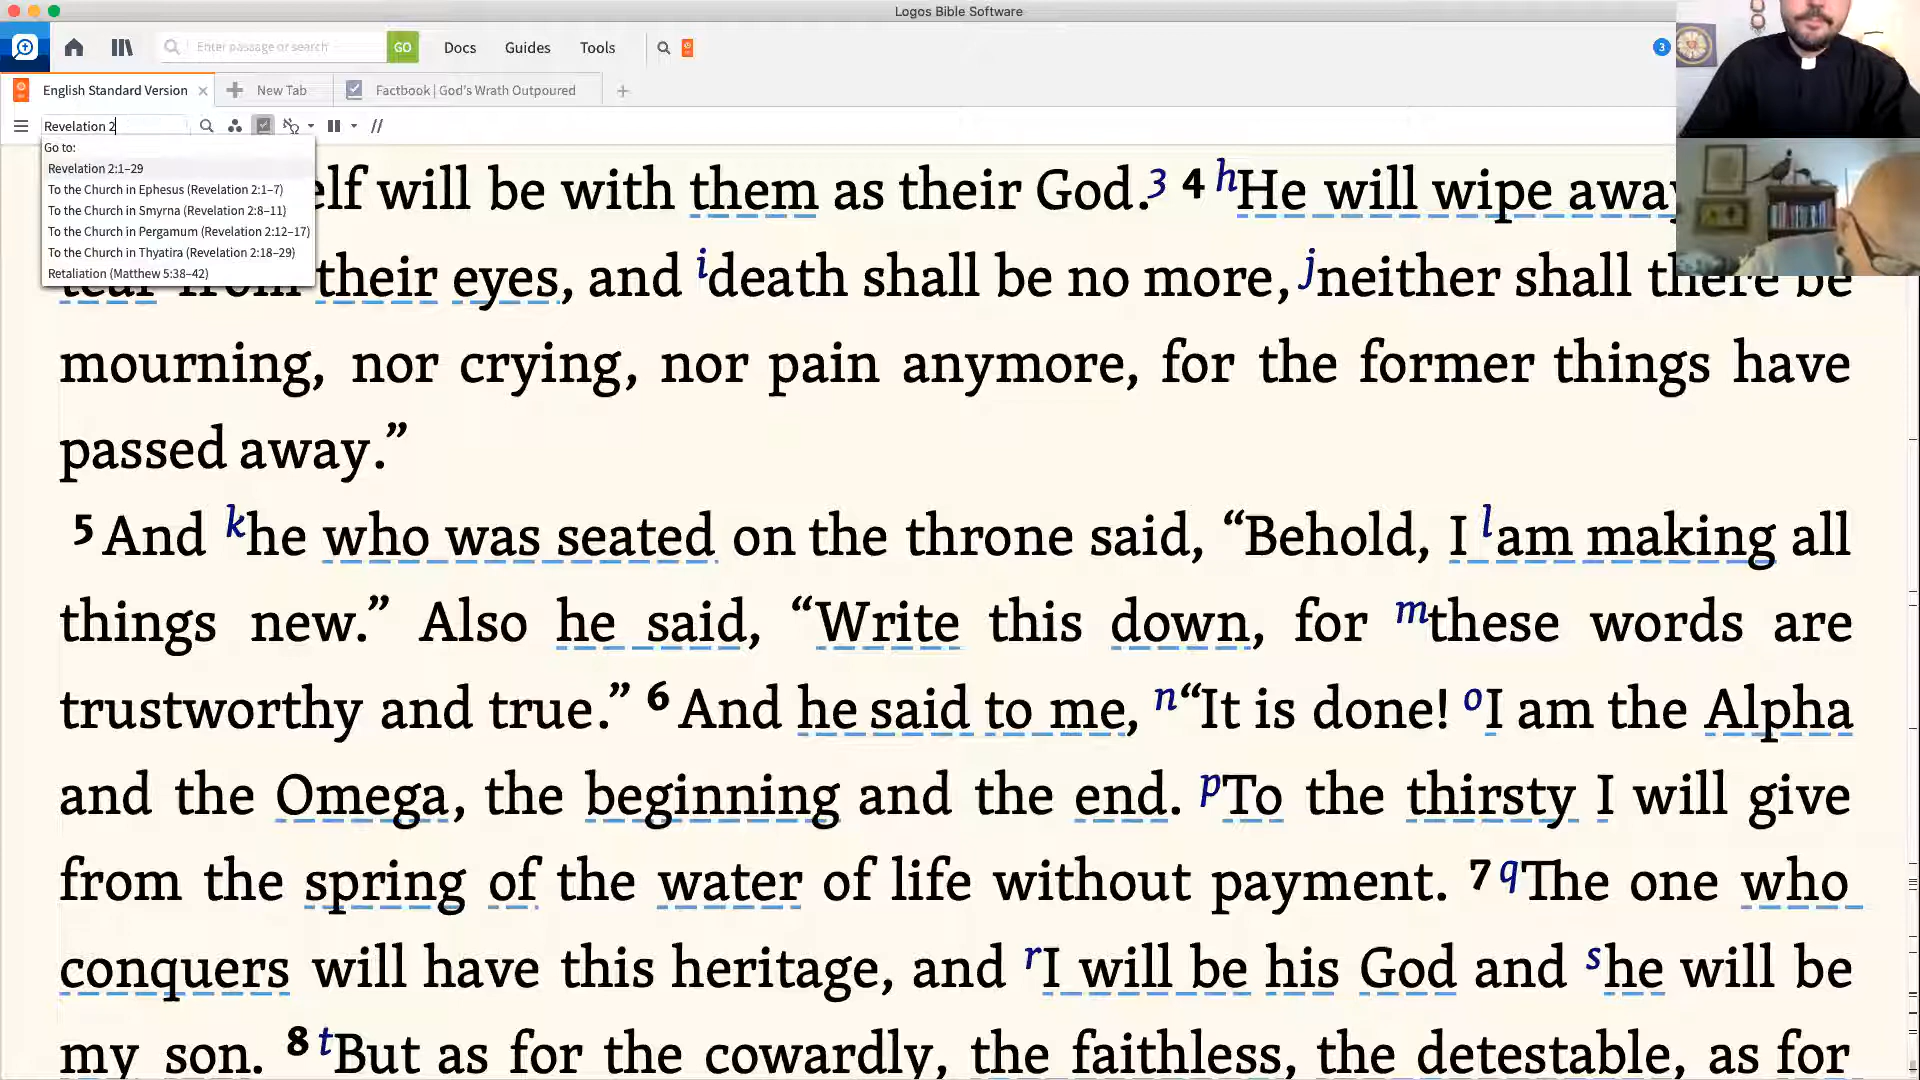 Logos Bible Software
Enter passage or search GO Docs Guides Tools 3
English Standard Version New Tab Factbook | God's Wrath Outpoured
Revelation 2
Go to:
Revelation 2:1–29
To the Church in Ephesus (Revelation 2:1–7)
To the Church in Smyrna (Revelation 2:8–11)
To the Church in Pergamum (Revelation 2:12–17)
To the Church in Thyatira (Revelation 2:18–29)
Retaliation (Matthew 5:38–42)
elf will be with them as their God.3 4 hHe will wipe away
tear from their eyes, and ideath shall be no more, jneither shall there be
mourning, nor crying, nor pain anymore, for the former things have
passed away.”
5 And khe who was seated on the throne said, “Behold, I lam making all
things new.” Also he said, “Write this down, for mthese words are
trustworthy and true.” 6 And he said to me, n“It is done! oI am the Alpha
and the Omega, the beginning and the end. pTo the thirsty I will give
from the spring of the water of life without payment. 7 qThe one who
conquers will have this heritage, and rI will be his God and she will be
my son. 8 tBut as for the cowardly, the faithless, the detestable, as for